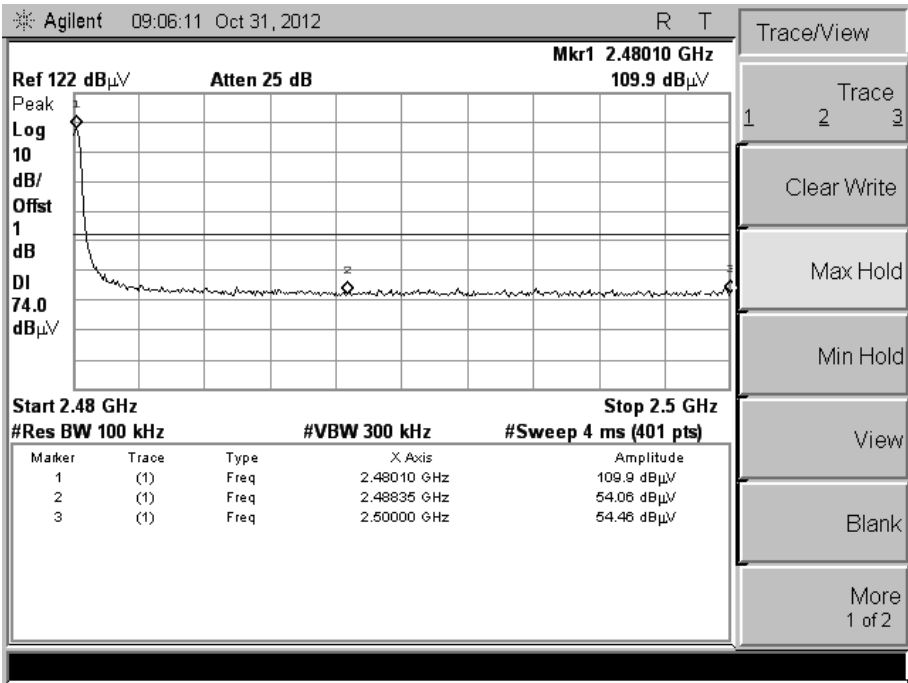 Agilent 09:06:11 Oct 31, 2012 R T
Mkr1 2.48010 GHz
Ref 122 dBμV Atten 25 dB 109.9 dBμV
Peak
Log
10
dB/
Offst
1
dB
DI
74.0
dBμV
1
2
3
Start 2.48 GHz Stop 2.5 GHz
#Res BW 100 kHz #VBW 300 kHz #Sweep 4 ms (401 pts)
Marker Trace Type X Axis Amplitude
1 (1) Freq 2.48010 GHz 109.9 dBμV
2 (1) Freq 2.48835 GHz 54.06 dBμV
3 (1) Freq 2.50000 GHz 54.46 dBμV
Trace/View
Trace
1 2 3
Clear Write
Max Hold
Min Hold
View
Blank
More
1 of 2